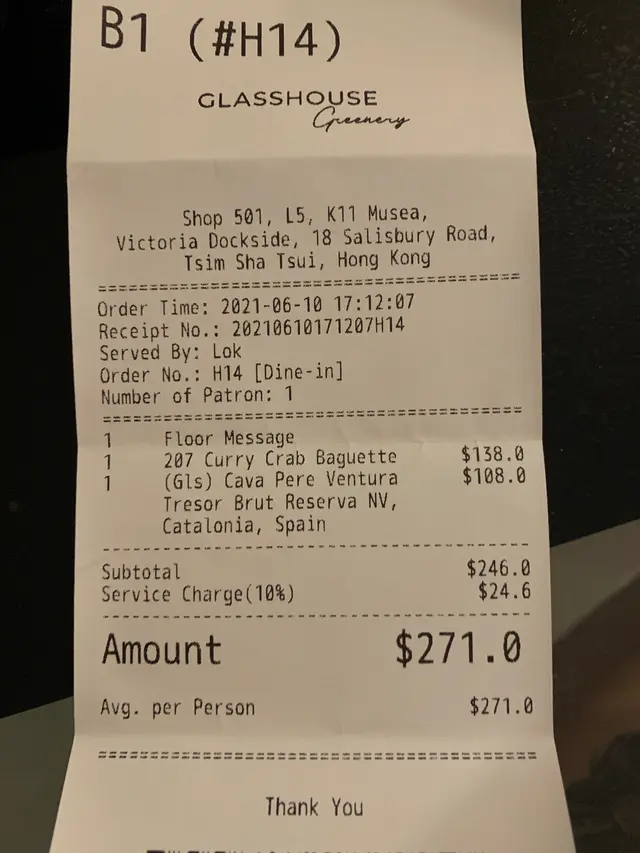 B1 (#H14)
GLASSHOUSE
Greenery
Shop 501, L5, K11 Musea,
Victoria Dockside, 18 Salisbury Road,
Tsim Sha Tsui, Hong Kong
========================================
Order Time: 2021-06-10 17:12:07
Receipt No.: 20210610171207H14
Served By: Lok
Order No.: H14 [Dine-in]
Number of Patron: 1
========================================
1 Floor Message
1 207 Curry Crab Baguette $138.0
1 (Gls) Cava Pere Ventura $108.0
Tresor Brut Reserva NV,
Catalonia, Spain
----------------------------------------
Subtotal $246.0
Service Charge(10%) $24.6
----------------------------------------
Amount $271.0
Avg. per Person $271.0
========================================
Thank You